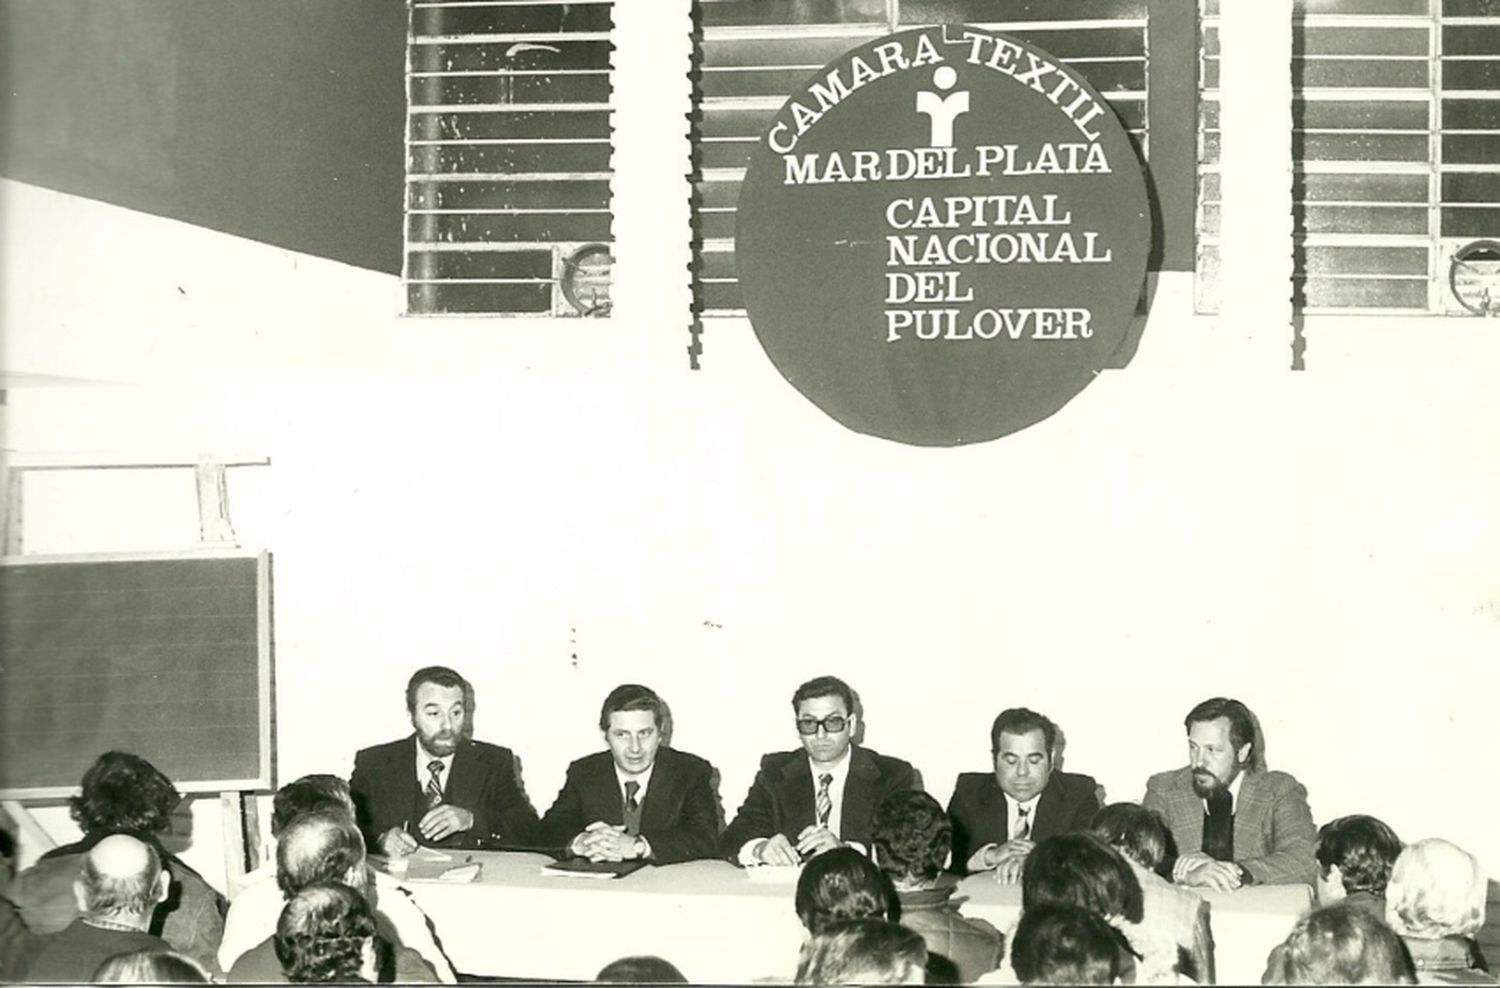 CAMARA TEXTIL
MAR DEL PLATA
CAPITAL
NACIONAL
DEL
PULOVER